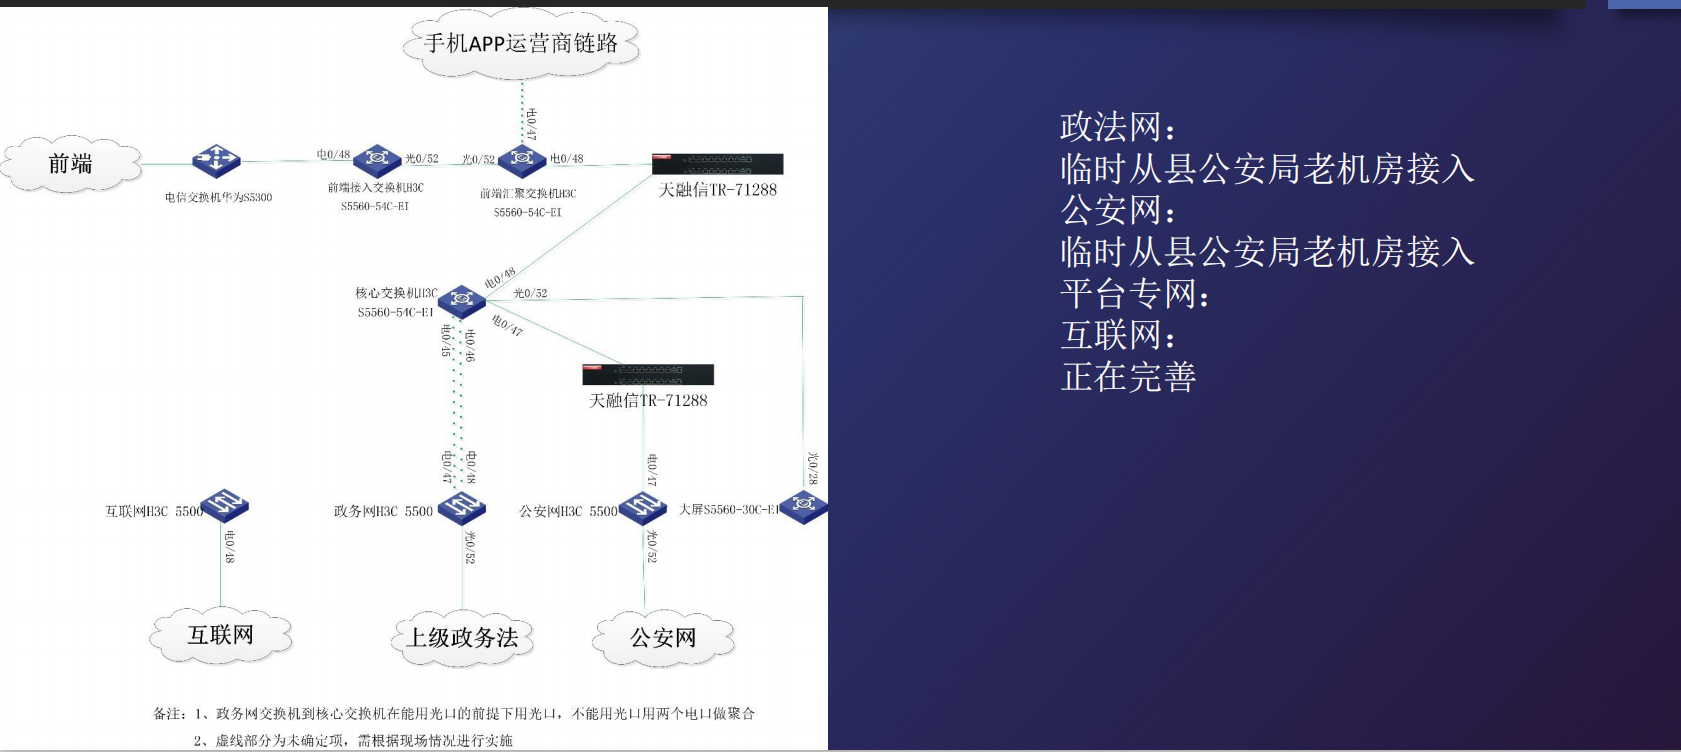 手机APP运营商链路
电0/47
前端
电0/48
光0/52
光0/52
电0/48
电信交换机华为S5300
前端接入交换机H3C
S5560-54C-EI
前端汇聚交换机H3C
S5560-54C-EI
天融信TR-71288
核心交换机H3C
S5560-54C-EI
电0/48
光0/52
电0/47
电0/45
电0/46
天融信TR-71288
电0/47
电0/48
电0/47
光0/28
互联网H3C 5500
政务网H3C 5500
公安网H3C 5500
大屏S5560-30C-EI
电0/48
光0/52
光0/52
互联网
上级政务法
公安网
备注：1、政务网交换机到核心交换机在能用光口的前提下用光口，不能用光口用两个电口做聚合
2、虚线部分为未确定项，需根据现场情况进行实施
政法网：
临时从县公安局老机房接入
公安网：
临时从县公安局老机房接入
平台专网：
互联网：
正在完善